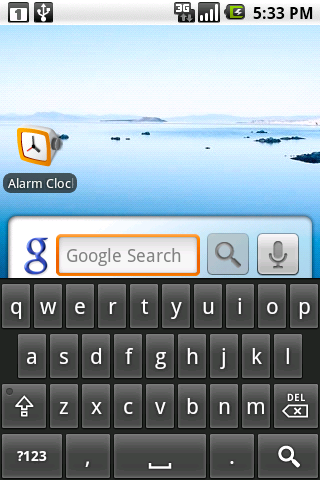 1 3G 5:33 PM
Alarm Cloc
g Google Search
q w e r t y u i o p
a s d f g h j k l
z x c v b n m DEL
?123 , .